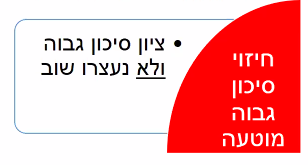 • ציון סיכון גבוה
ולא נעצרו שוב
חיזוי
סיכון
גבוה
מוטעה